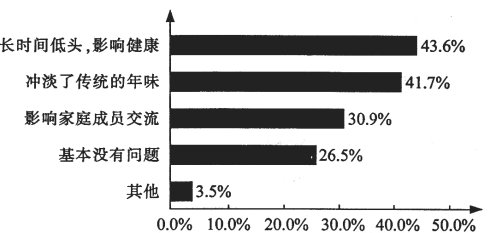 长时间低头,影响健康 43.6%
冲淡了传统的年味 41.7%
影响家庭成员交流 30.9%
基本没有问题 26.5%
其他 3.5%
0.0% 10.0% 20.0% 30.0% 40.0% 50.0%